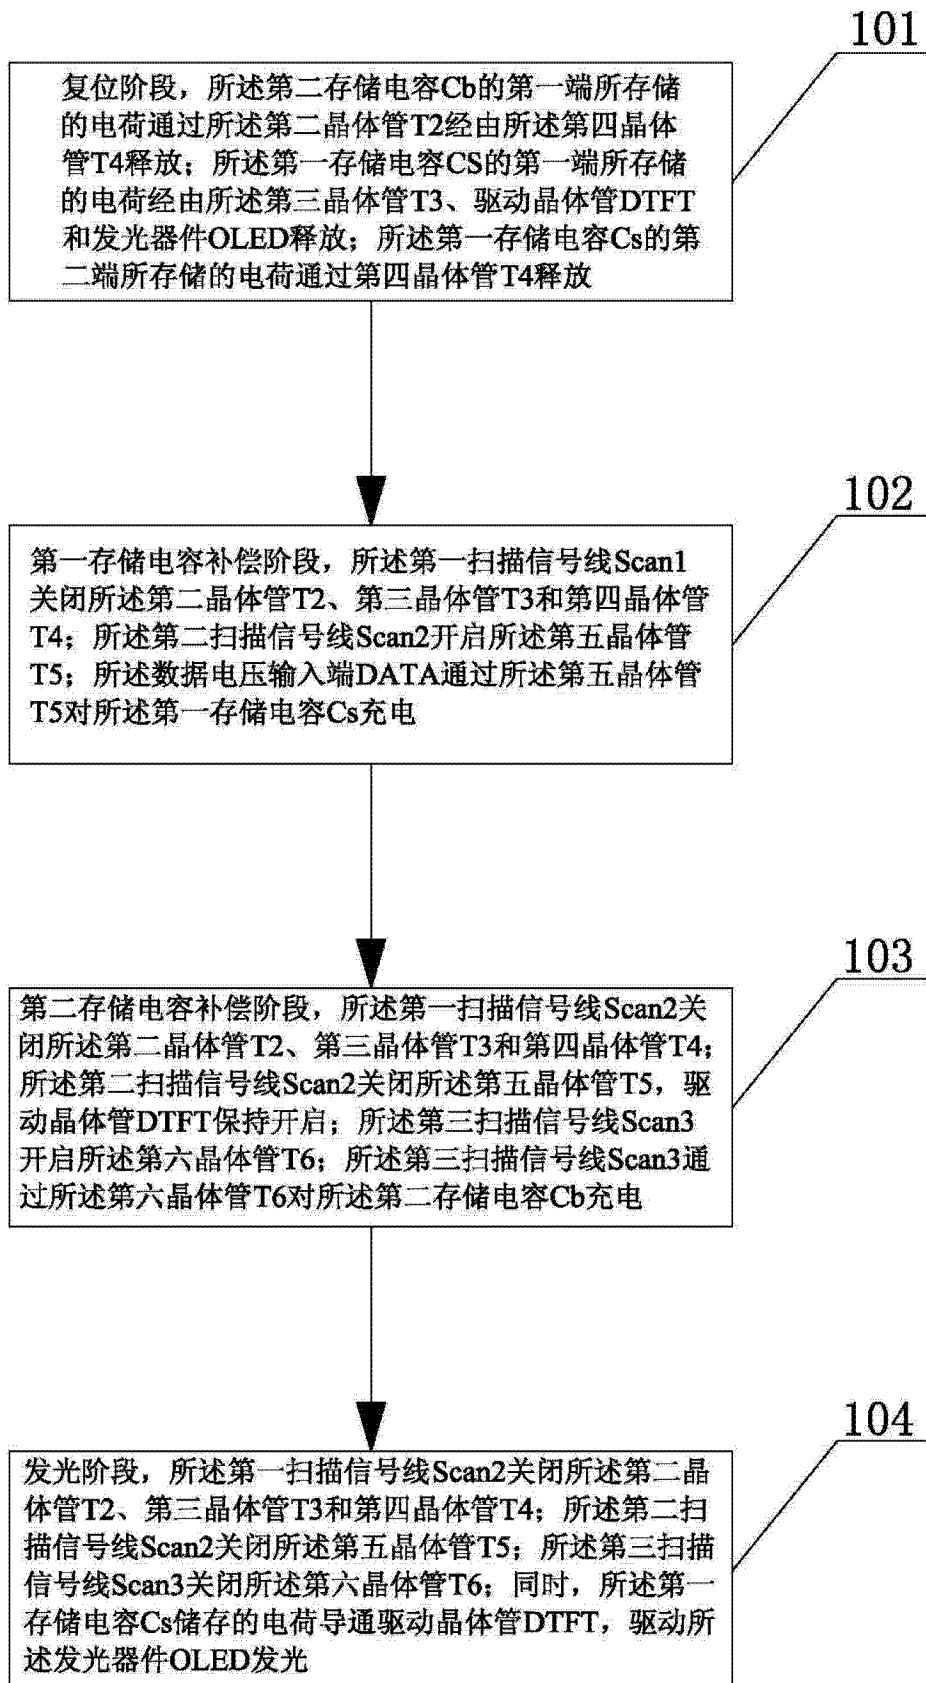 101
复位阶段，所述第二存储电容Cb的第一端所存储
的电荷通过所述第二晶体管T2经由所述第四晶体
管T4释放；所述第一存储电容CS的第一端所存储
的电荷经由所述第三晶体管T3、驱动晶体管DTFT
和发光器件OLED释放；所述第一存储电容Cs的第
二端所存储的电荷通过第四晶体管T4释放
102
第一存储电容补偿阶段，所述第一扫描信号线Scan1
关闭所述第二晶体管T2、第三晶体管T3和第四晶体管
T4；所述第二扫描信号线Scan2开启所述第五晶体管
T5；所述数据电压输入端DATA通过所述第五晶体管
T5对所述第一存储电容Cs充电
103
第二存储电容补偿阶段，所述第一扫描信号线Scan2关
闭所述第二晶体管T2、第三晶体管T3和第四晶体管T4；
所述第二扫描信号线Scan2关闭所述第五晶体管T5，驱
动晶体管DTFT保持开启；所述第三扫描信号线Scan3
开启所述第六晶体管T6；所述第三扫描信号线Scan3通
过所述第六晶体管T6对所述第二存储电容Cb充电
104
发光阶段，所述第一扫描信号线Scan2关闭所述第二晶
体管T2、第三晶体管T3和第四晶体管T4；所述第二扫
描信号线Scan2关闭所述第五晶体管T5；所述第三扫描
信号线Scan3关闭所述第六晶体管T6；同时，所述第一
存储电容Cs储存的电荷导通驱动晶体管DTFT，驱动所
述发光器件OLED发光